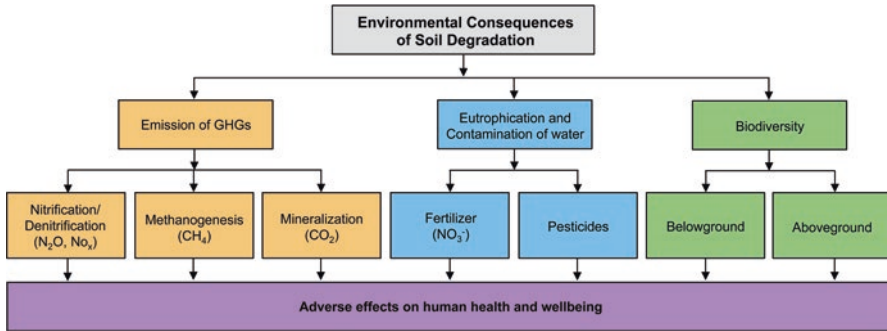 Environmental Consequences
of Soil Degradation
Emission of GHGs
Eutrophication and
Contamination of water
Biodiversity
Nitrification/
Denitrification
(N₂O, Noₓ)
Methanogenesis
(CH₄)
Mineralization
(CO₂)
Fertilizer
(NO₃⁻)
Pesticides
Belowground
Aboveground
Adverse effects on human health and wellbeing